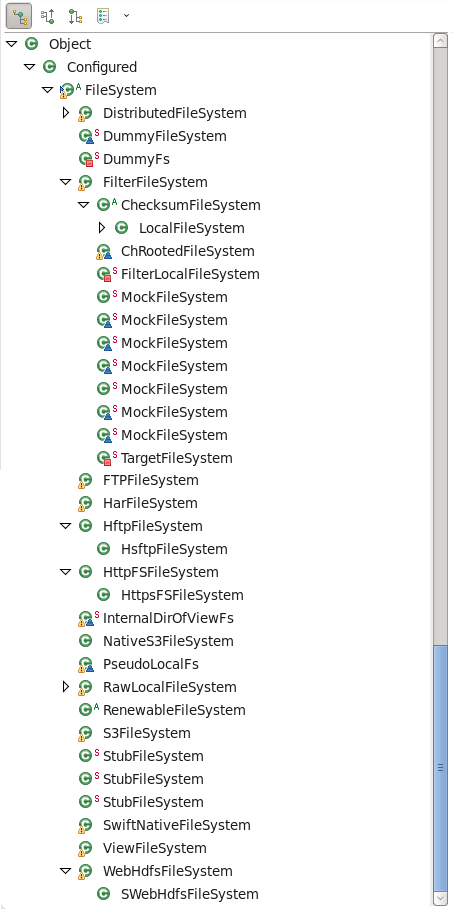 Object
Configured
FileSystem
DistributedFileSystem
DummyFileSystem
DummyFs
FilterFileSystem
ChecksumFileSystem
LocalFileSystem
ChRootedFileSystem
FilterLocalFileSystem
MockFileSystem
MockFileSystem
MockFileSystem
MockFileSystem
MockFileSystem
MockFileSystem
MockFileSystem
TargetFileSystem
FTPFileSystem
HarFileSystem
HftpFileSystem
HsftpFileSystem
HttpFSFileSystem
HttpsFSFileSystem
InternalDirOfViewFs
NativeS3FileSystem
PseudoLocalFs
RawLocalFileSystem
RenewableFileSystem
S3FileSystem
StubFileSystem
StubFileSystem
StubFileSystem
SwiftNativeFileSystem
ViewFileSystem
WebHdfsFileSystem
SWebHdfsFileSystem